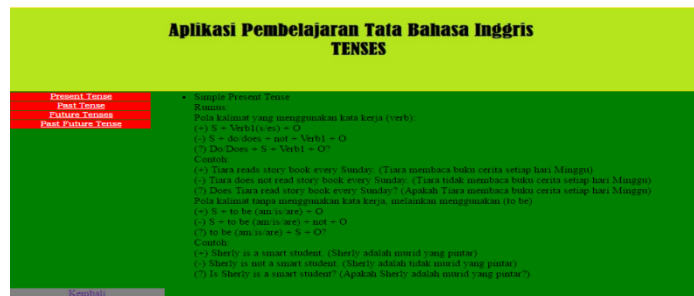 Aplikasi Pembelajaran Tata Bahasa Inggris
TENSES
Present Tense
Past Tense
Future Tenses
Past Future Tense
• Simple Present Tense
Rumus:
Pola kalimat yang menggunakan kata kerja (verb):
(+) S + Verb1(s/es) + O
(-) S + do/does + not + Verb1 + O
(?) Do/Does + S + Verb1 + O?
Contoh:
(+) Tiara reads story book every Sunday. (Tiara membaca buku cerita setiap hari Minggu)
(-) Tiara does not read story book every Sunday. (Tiara tidak membaca buku cerita setiap hari Minggu)
(?) Does Tiara read story book every Sunday? (Apakah Tiara membaca buku cerita setiap hari Minggu)
Pola kalimat tanpa menggunakan kata kerja, melainkan menggunakan (to be)
(+) S + to be (am/is/are) + O
(-) S + to be (am/is/are) + not + O
(?) to be (am/is/are) + S + O?
Contoh:
(+) Sherly is a smart student. (Sherly adalah murid yang pintar)
(-) Sherly is not a smart student. (Sherly adalah tidak murid yang pintar)
(?) Is Sherly is a smart student? (Apakah Sherly adalah murid yang pintar?)
Kembali